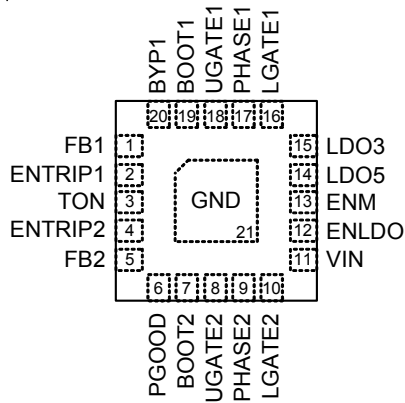 BYP1 BOOT1 UGATE1 PHASE1 LGATE1
20 19 18 17 16
FB1 1 15 LDO3
ENTRIP1 2 14 LDO5
TON 3 GND 13 ENM
ENTRIP2 4 21 12 ENLDO
FB2 5 11 VIN
6 7 8 9 10
PGOOD BOOT2 UGATE2 PHASE2 LGATE2